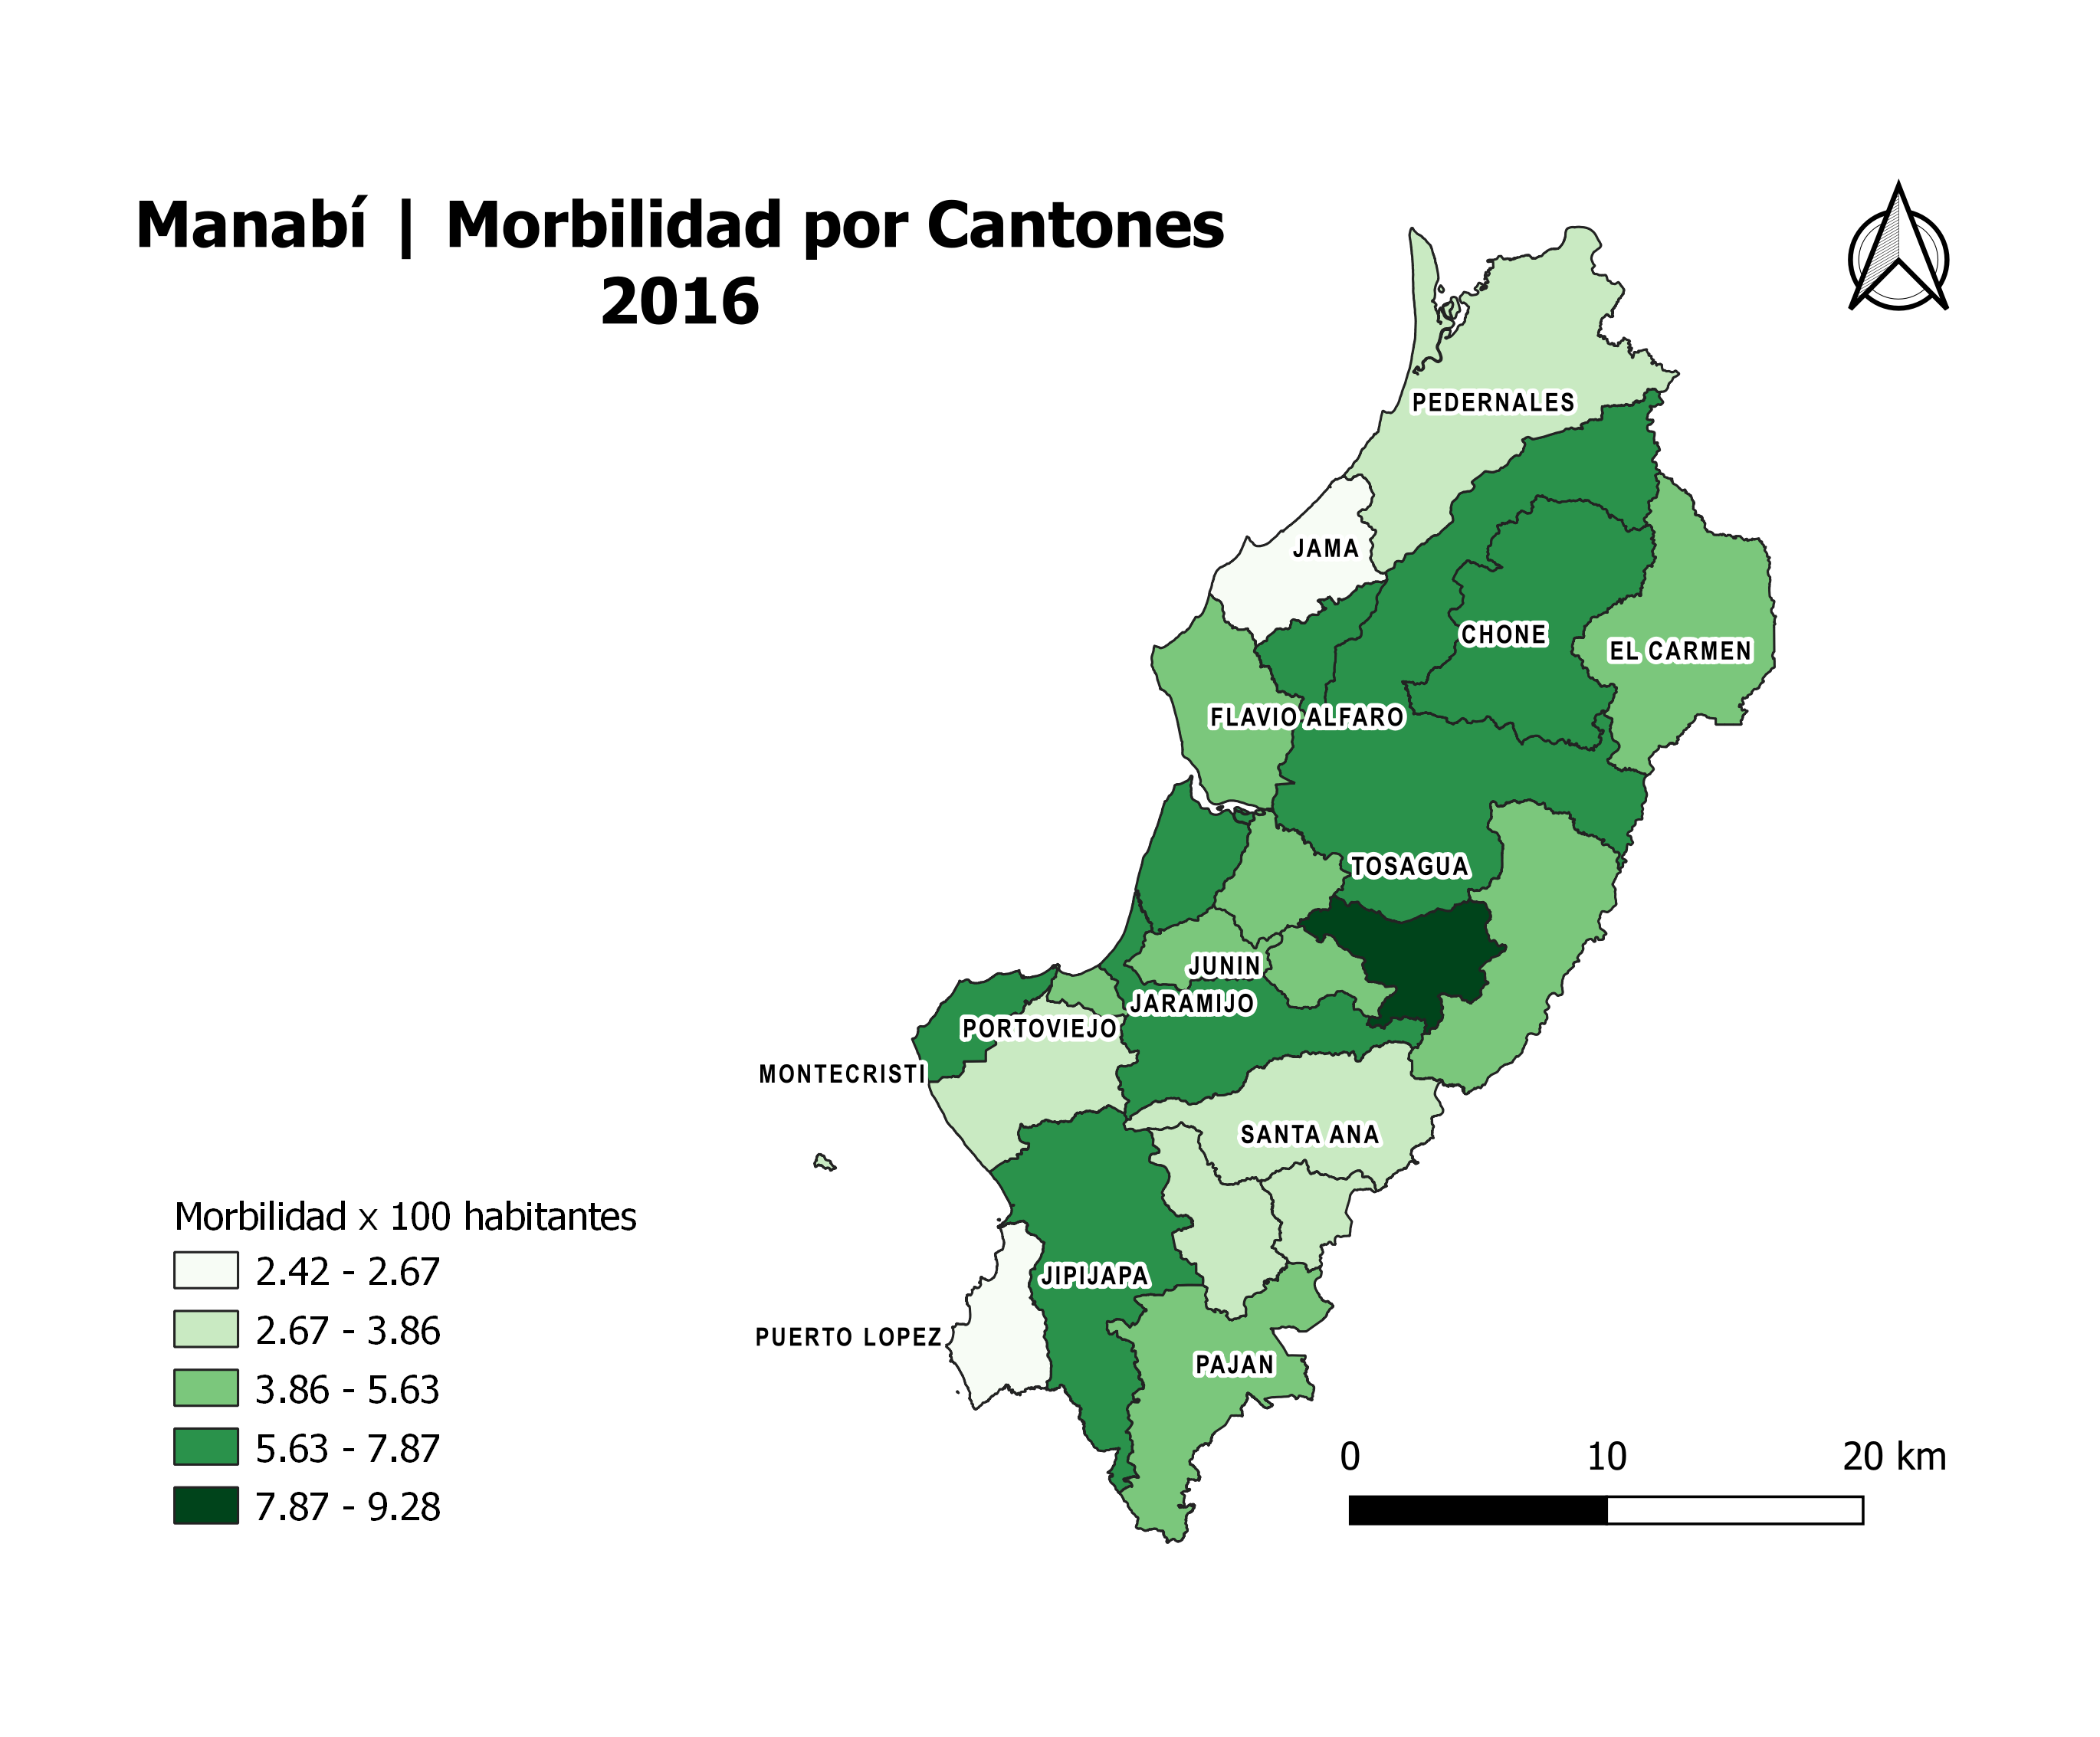 Manabí | Morbilidad por Cantones
2016
PEDERNALES
JAMA
CHONE
EL CARMEN
FLAVIO ALFARO
TOSAGUA
JUNIN
JARAMIJO
PORTOVIEJO
MONTECRISTI
SANTA ANA
JIPIJAPA
PUERTO LOPEZ
PAJAN
Morbilidad x 100 habitantes
2.42 - 2.67
2.67 - 3.86
3.86 - 5.63
5.63 - 7.87
7.87 - 9.28
0 10 20 km